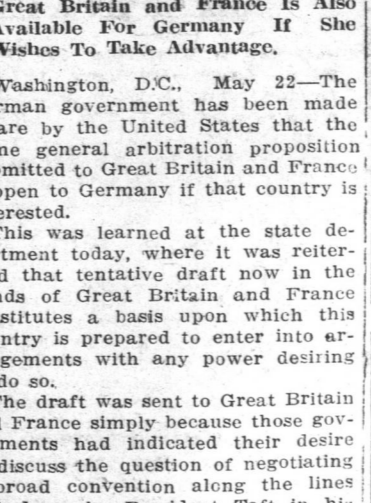 Great Britain and France Is Also
Available For Germany If She
Wishes To Take Advantage.
Washington, D.C., May 22—The
rman government has been made
are by the United States that the
me general arbitration proposition
mitted to Great Britain and France
open to Germany if that country is
erested.
This was learned at the state de-
tment today, where it was reiter-
d that tentative draft now in the
nds of Great Britain and France
stitutes a basis upon which this
ntry is prepared to enter into ar-
gements with any power desiring
do so.
The draft was sent to Great Britain
d France simply because those gov-
ments had indicated their desire
discuss the question of negotiating
broad convention along the lines